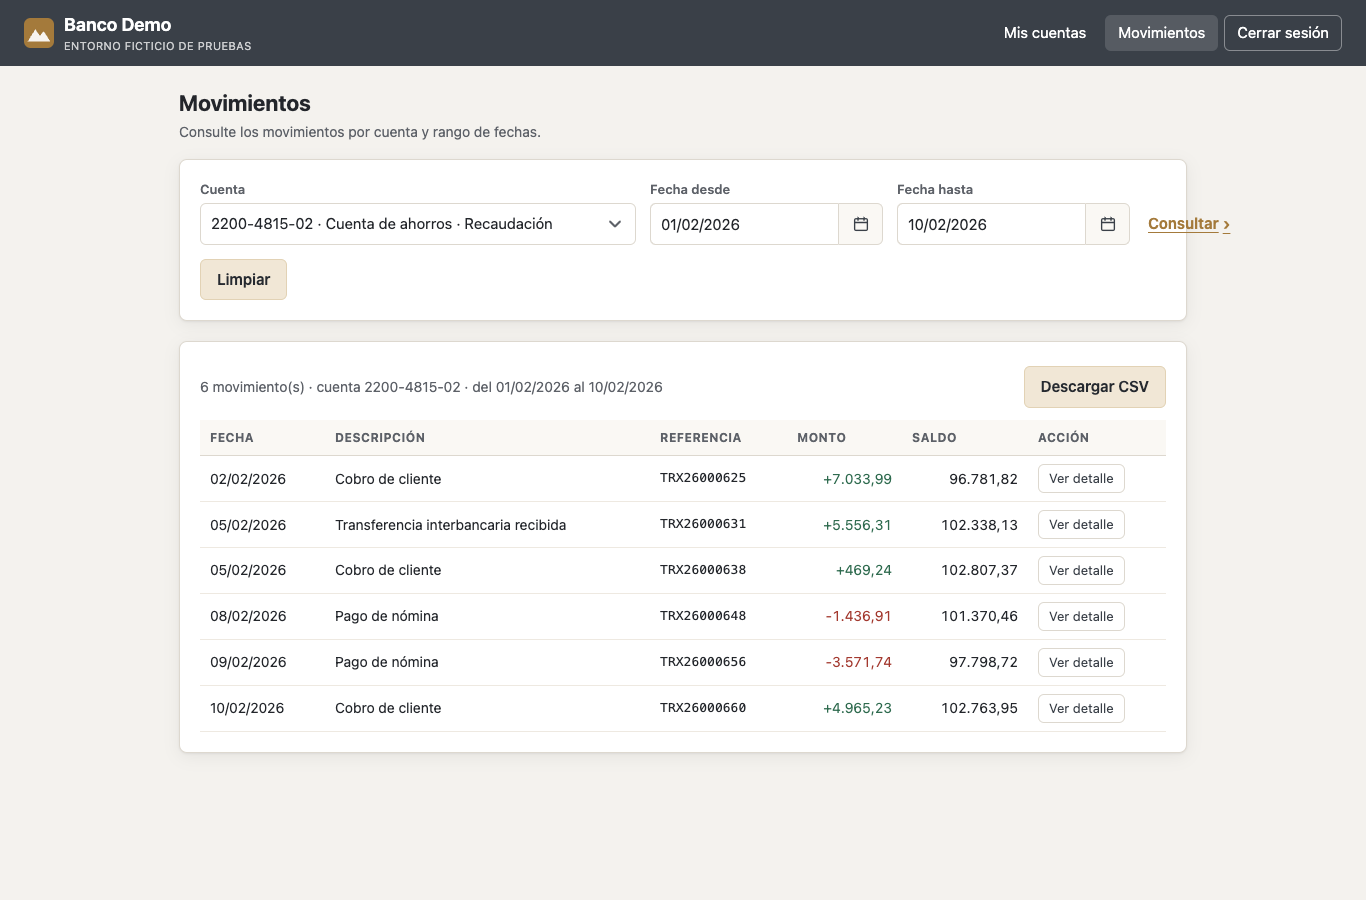 Banco Demo
ENTORNO FICTICIO DE PRUEBAS
Mis cuentas
Movimientos
Cerrar sesión
Movimientos
Consulte los movimientos por cuenta y rango de fechas.
Cuenta
Fecha desde
Fecha hasta
2200-4815-02 · Cuenta de ahorros · Recaudación
01/02/2026
10/02/2026
Consultar ›
Limpiar
6 movimiento(s) · cuenta 2200-4815-02 · del 01/02/2026 al 10/02/2026
Descargar CSV
FECHA DESCRIPCIÓN REFERENCIA MONTO SALDO ACCIÓN
02/02/2026 Cobro de cliente TRX26000625 +7.033,99 96.781,82 Ver detalle
05/02/2026 Transferencia interbancaria recibida TRX26000631 +5.556,31 102.338,13 Ver detalle
05/02/2026 Cobro de cliente TRX26000638 +469,24 102.807,37 Ver detalle
08/02/2026 Pago de nómina TRX26000648 -1.436,91 101.370,46 Ver detalle
09/02/2026 Pago de nómina TRX26000656 -3.571,74 97.798,72 Ver detalle
10/02/2026 Cobro de cliente TRX26000660 +4.965,23 102.763,95 Ver detalle